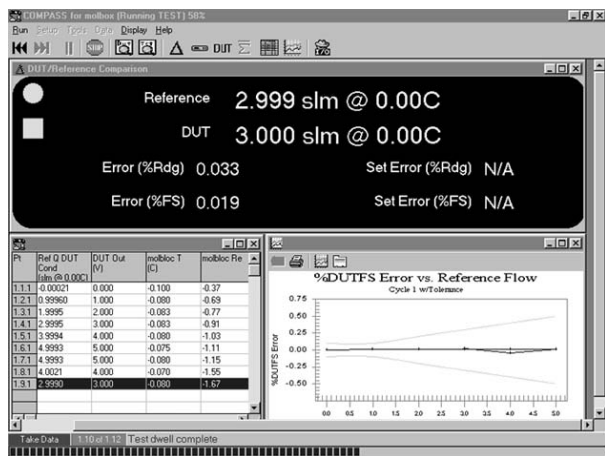 COMPASS for molbox (Running TEST) 58%
Run Setup Tools Data Display Help
STOP DUT
DUT/Reference Comparison
Reference 2.999 slm @ 0.00C
DUT 3.000 slm @ 0.00C
Error (%Rdg) 0.033 Set Error (%Rdg) N/A
Error (%FS) 0.019 Set Error (%FS) N/A
Pt Ref Q DUT DUT Out molbloc T molbloc Re
Cond (V) (C)
(slm @ 0.00C)
1.1.1 -0.00021 0.000 -0.100 -0.37
1.2.1 0.99960 1.000 -0.080 -0.69
1.3.1 1.9995 2.000 -0.083 -0.77
1.4.1 2.9995 3.000 -0.083 -0.91
1.5.1 3.9994 4.000 -0.080 -1.03
1.6.1 4.9993 5.000 -0.075 -1.11
1.7.1 4.9993 5.000 -0.080 -1.15
1.8.1 4.0021 4.000 -0.070 -1.55
1.9.1 2.9990 3.000 -0.080 -1.67
%DUTFS Error vs. Reference Flow
Cycle 1 w/Tolerance
%DUTFS Error
0.75
0.50
0.25
0.00
-0.25
-0.50
0.0 0.5 1.0 1.5 2.0 2.5 3.0 3.5 4.0 4.5 5.0
Take Data 1.10 of 1.12 Test dwell complete